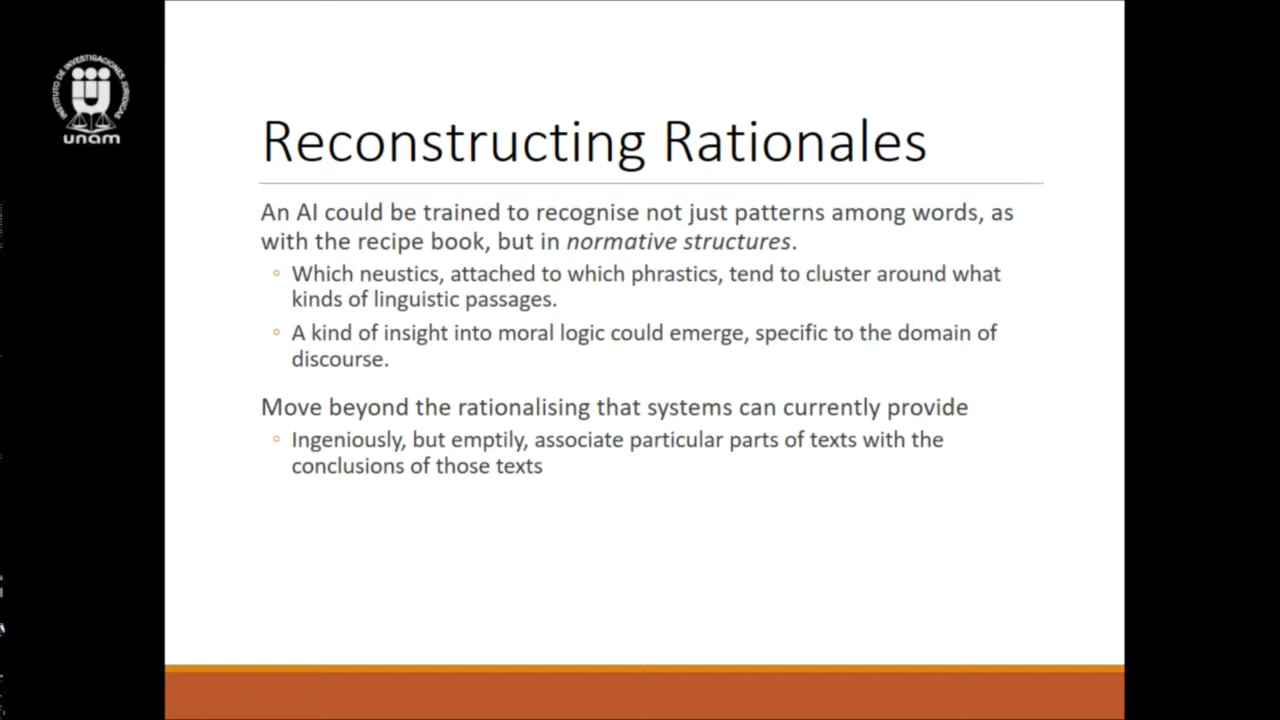 INSTITUTO DE INVESTIGACIONES JURIDICAS
unam
Reconstructing Rationales
An AI could be trained to recognise not just patterns among words, as
with the recipe book, but in normative structures.
Which neustics, attached to which phrastics, tend to cluster around what
kinds of linguistic passages.
A kind of insight into moral logic could emerge, specific to the domain of
discourse.
Move beyond the rationalising that systems can currently provide
Ingeniously, but emptily, associate particular parts of texts with the
conclusions of those texts